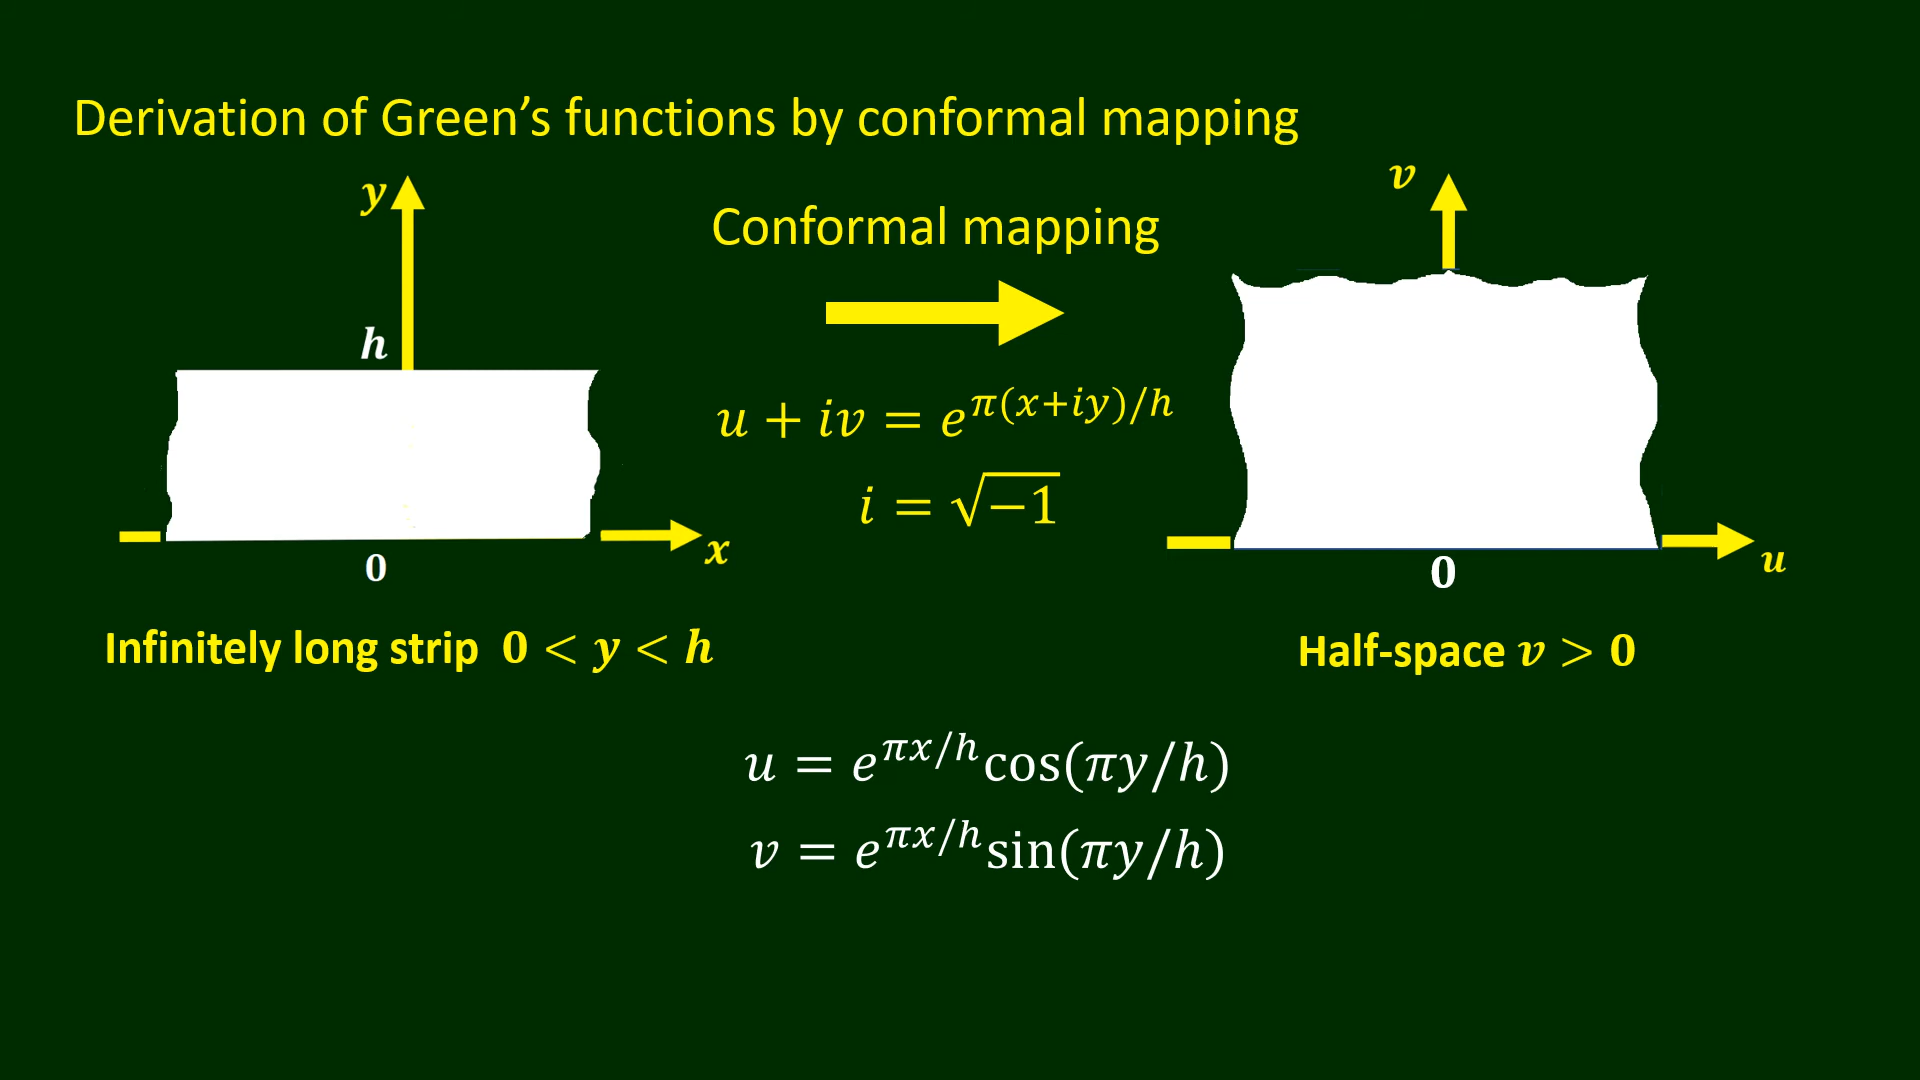 Derivation of Green’s functions by conformal mapping
y
h
0
x
Infinitely long strip 0 < y < h
Conformal mapping
u + iv = e^{π(x+iy)/h}
i = √−1
v
0
u
Half-space v > 0
u = e^{πx/h}cos(πy/h)
v = e^{πx/h}sin(πy/h)